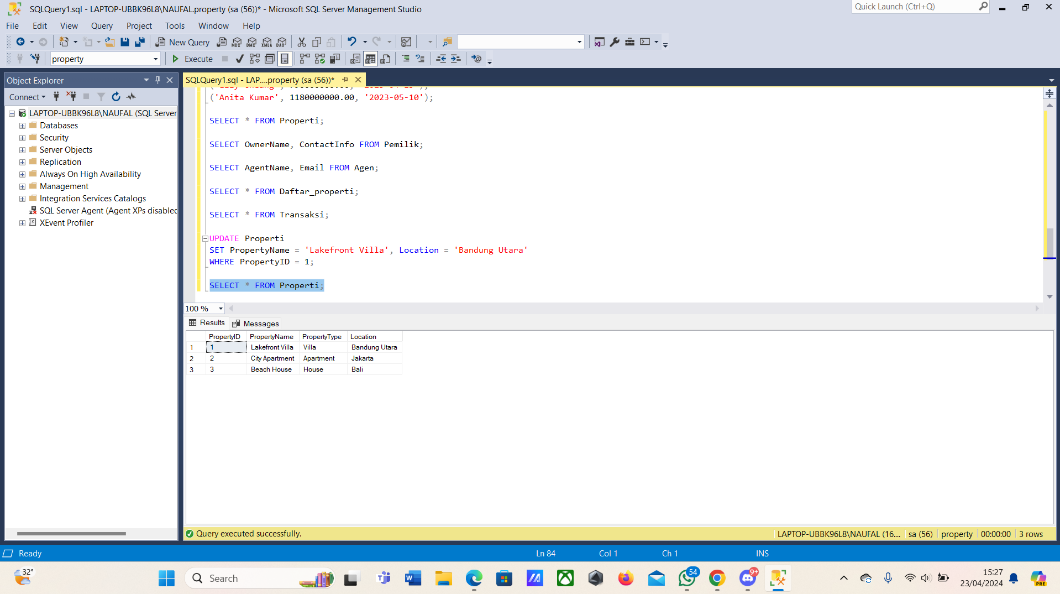 SQLQuery1.sql - LAPTOP-UBBK96L8\NAUFAL.property (sa (56))* - Microsoft SQL Server Management Studio
Quick Launch (Ctrl+Q)
File Edit View Query Project Tools Window Help
New Query
property
Execute
Object Explorer
SQLQuery1.sql - LAP....property (sa (56))*
Connect
LAPTOP-UBBK96L8\NAUFAL (SQL Server
Databases
Security
Server Objects
Replication
Always On High Availability
Management
Integration Services Catalogs
SQL Server Agent (Agent XPs disabled
XEvent Profiler
('Anita Kumar', 1180000000.00, '2023-05-10');
SELECT * FROM Properti;
SELECT OwnerName, ContactInfo FROM Pemilik;
SELECT AgentName, Email FROM Agen;
SELECT * FROM Daftar_properti;
SELECT * FROM Transaksi;
UPDATE Properti
SET PropertyName = 'Lakefront Villa', Location = 'Bandung Utara'
WHERE PropertyID = 1;
SELECT * FROM Properti;
100 %
Results Messages
PropertyID PropertyName PropertyType Location
1 1 Lakefront Villa Villa Bandung Utara
2 2 City Apartment Apartment Jakarta
3 3 Beach House House Bali
Query executed successfully.
LAPTOP-UBBK96L8\NAUFAL (16... sa (56) property 00:00:00 3 rows
Ready
Ln 84 Col 1 Ch 1 INS
32°
Search
54
9+
15:27
23/04/2024
PRE